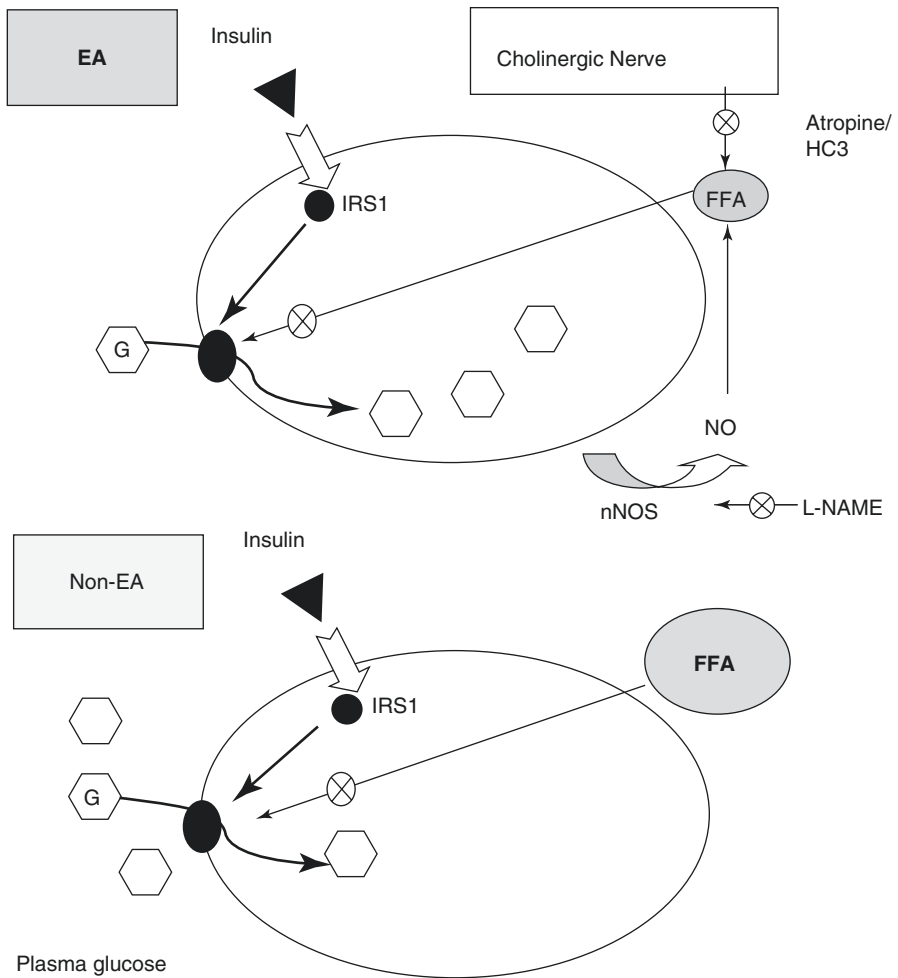 EA
Insulin
Cholinergic Nerve
Atropine/
HC3
IRS1
FFA
G
NO
nNOS
L-NAME
Non-EA
Insulin
FFA
IRS1
G
Plasma glucose